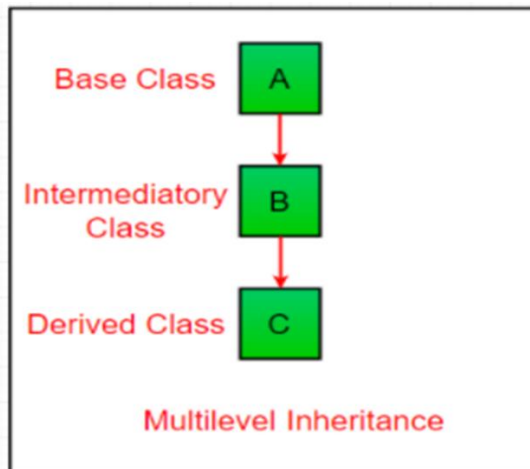 Base Class
A
Intermediatory
Class
B
Derived Class
C
Multilevel Inheritance